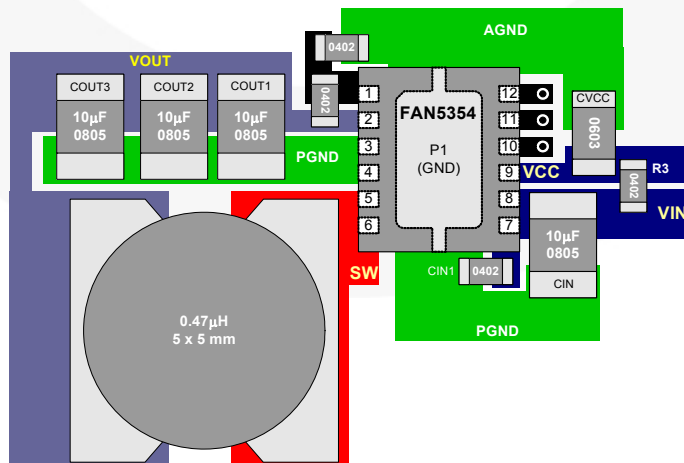 AGND
0402
VOUT
COUT3
COUT2
COUT1
10µF
0805
10µF
0805
10µF
0805
0402
1
2
3
4
5
6
FAN5354
P1
(GND)
12
11
10
9
8
7
CVCC
0603
PGND
VCC
R3
0402
VIN
10µF
0805
CIN
SW
CIN1
0402
0.47µH
5 x 5 mm
PGND